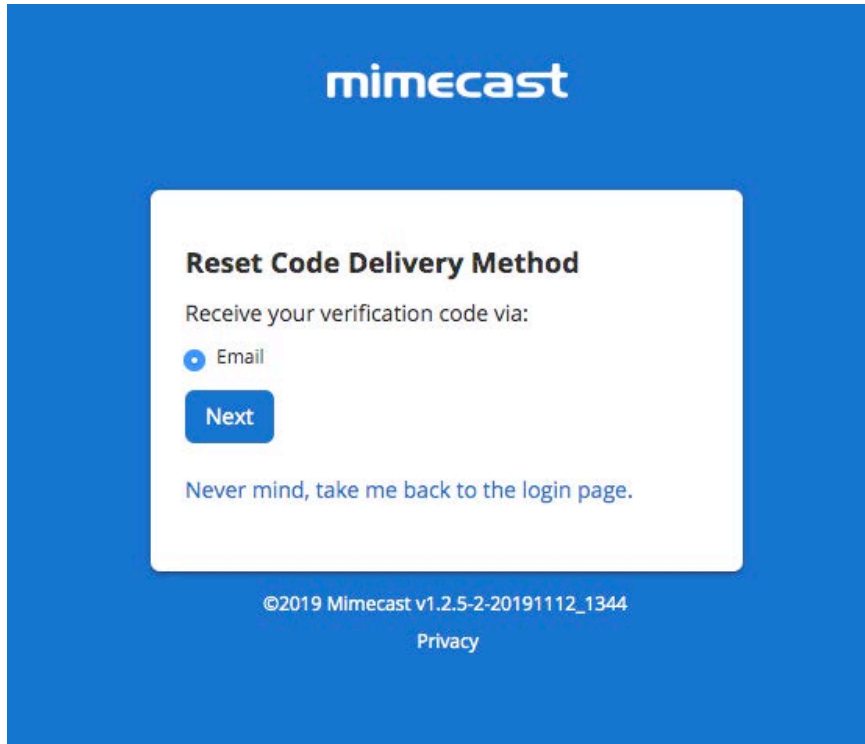 mimecast
Reset Code Delivery Method
Receive your verification code via:
Email
Next
Never mind, take me back to the login page.
©2019 Mimecast v1.2.5-2-20191112_1344
Privacy